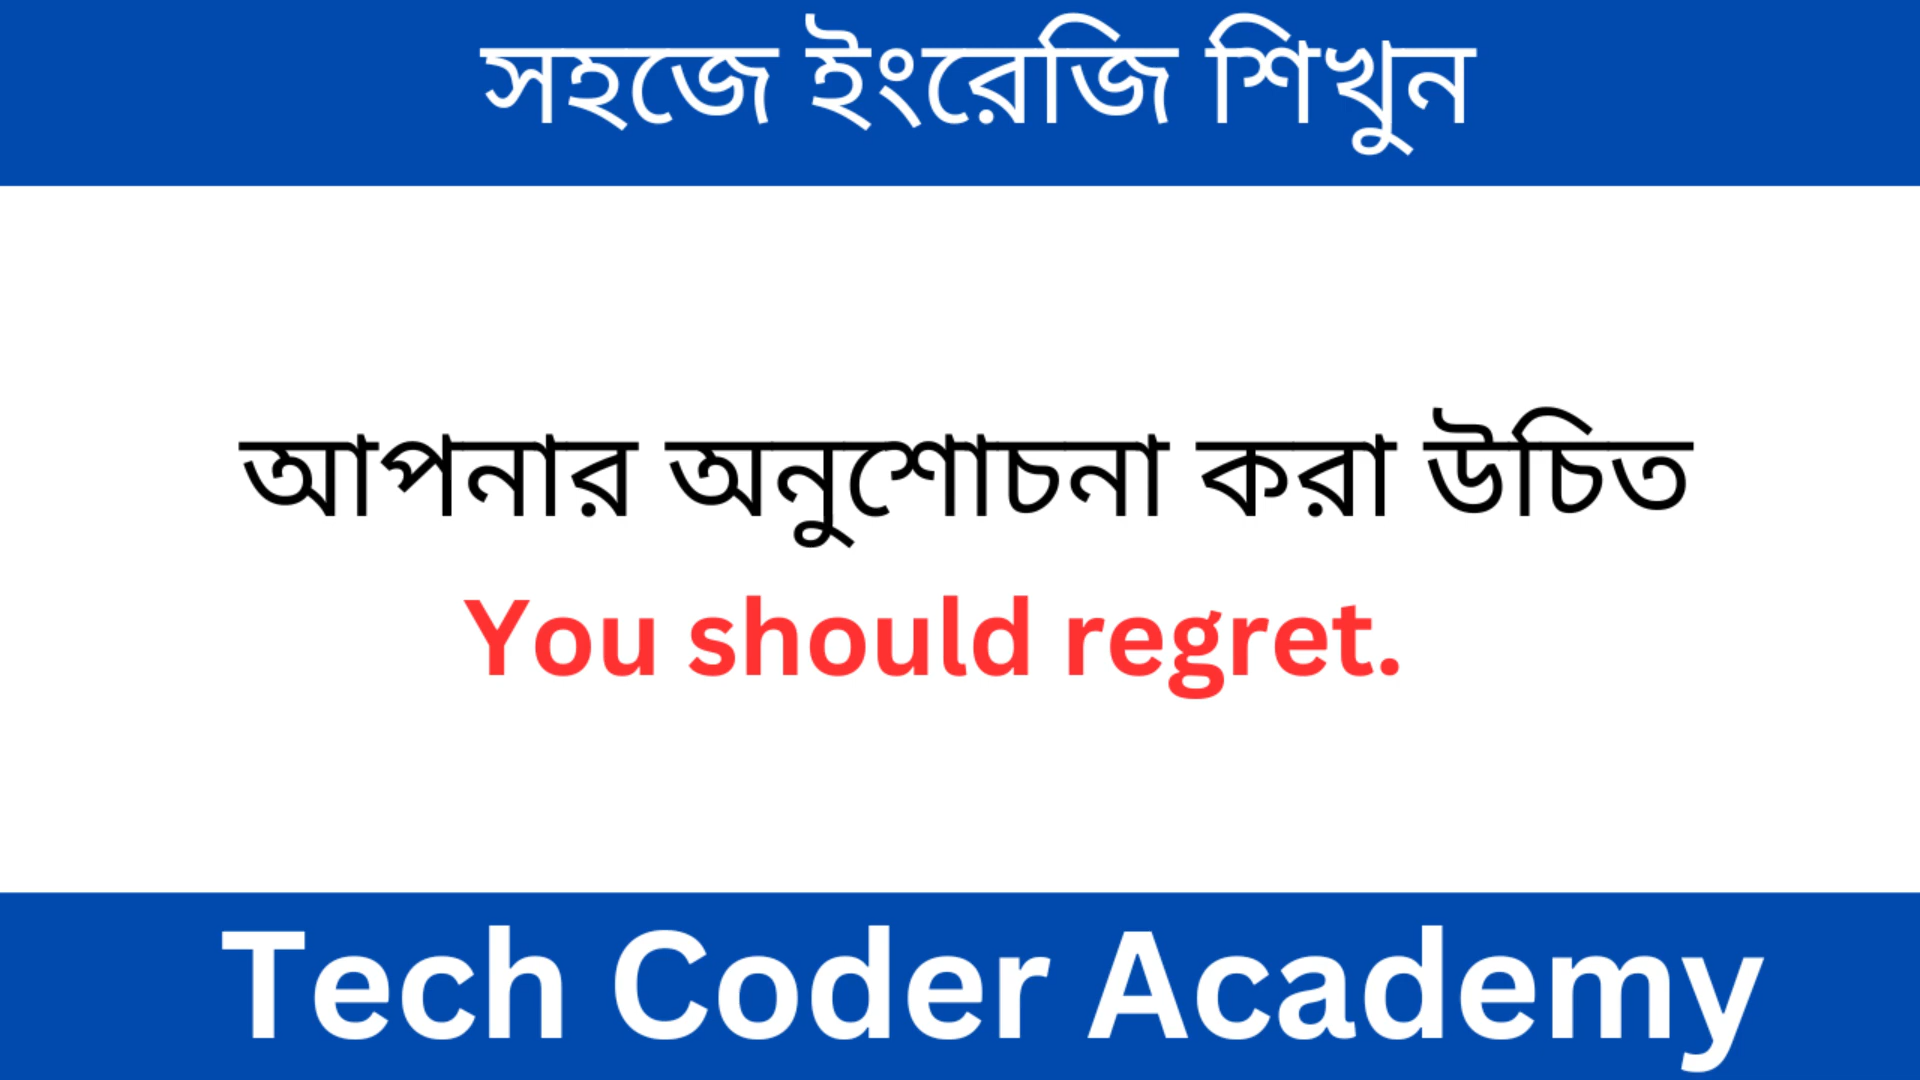 সহজে ইংরেজি শিখুন
আপনার অনুশোচনা করা উচিত
You should regret.
Tech Coder Academy